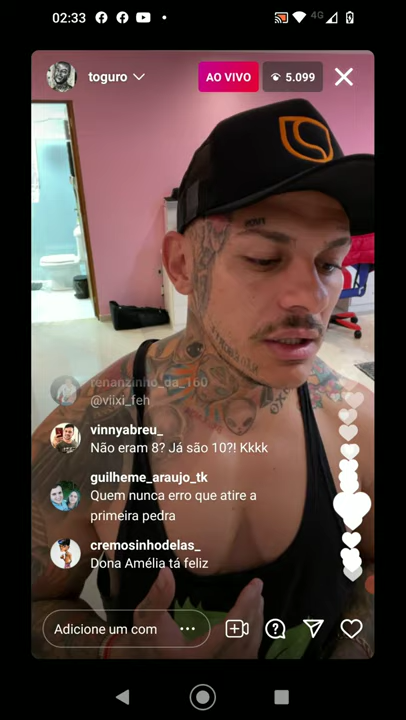 02:33
4G
toguro
AO VIVO
5.099
renanzinho_da_160
@viixi_feh
vinnyabreu_
Não eram 8? Já são 10?! Kkkk
guilheme_araujo_tk
Quem nunca erro que atire a
primeira pedra
cremosinhodelas_
Dona Amélia tá feliz
Adicione um com